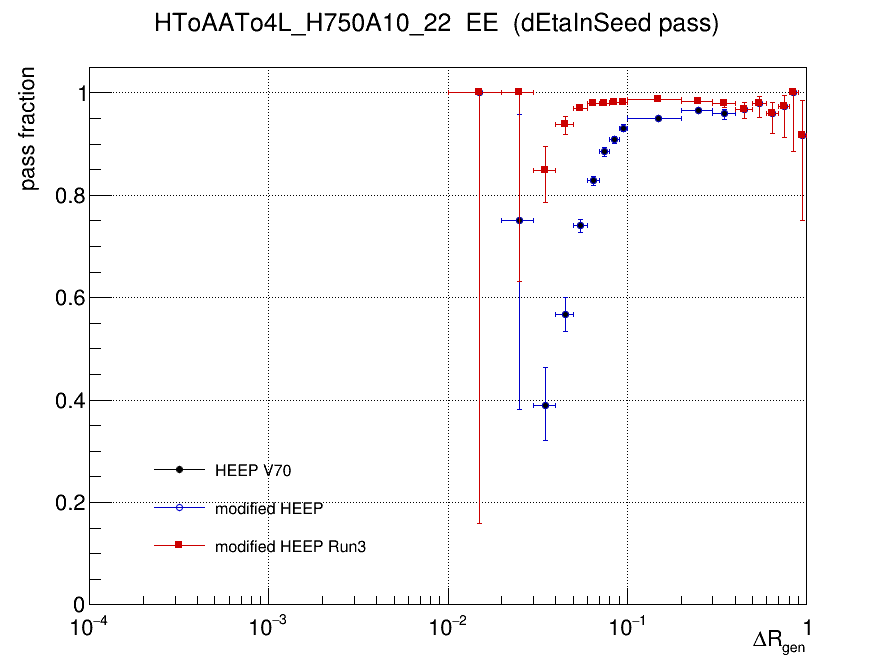 HToAATo4L_H750A10_22 EE (dEtaInSeed pass)
pass fraction
1
0.8
0.6
0.4
0.2
0
HEEP V70
modified HEEP
modified HEEP Run3
10⁻⁴ 10⁻³ 10⁻² 10⁻¹ 1
ΔR_gen